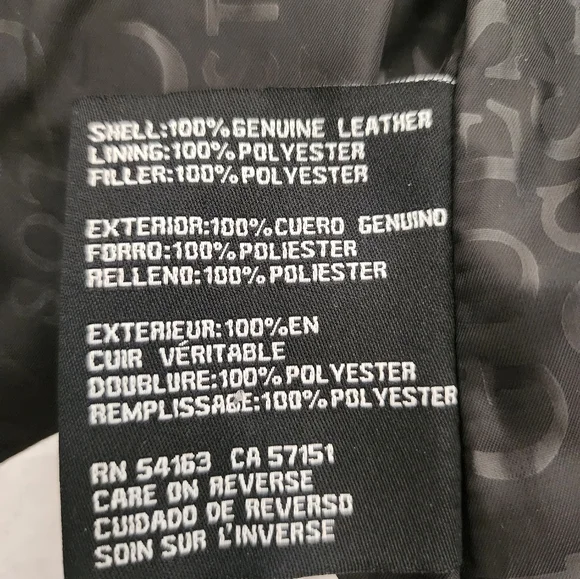 SHELL:100% GENUINE LEATHER
LINING:100% POLYESTER
FILLER:100% POLYESTER
EXTERIOR:100% CUERO GENUINO
FORRO:100% POLIESTER
RELLENO:100% POLIESTER
EXTERIEUR:100% EN
CUIR VÉRITABLE
DOUBLURE:100% POLYESTER
REMPLISSAGE:100% POLYESTER
RN 54163 CA 57151
CARE ON REVERSE
CUIDADO DE REVERSO
SOIN SUR L'INVERSE